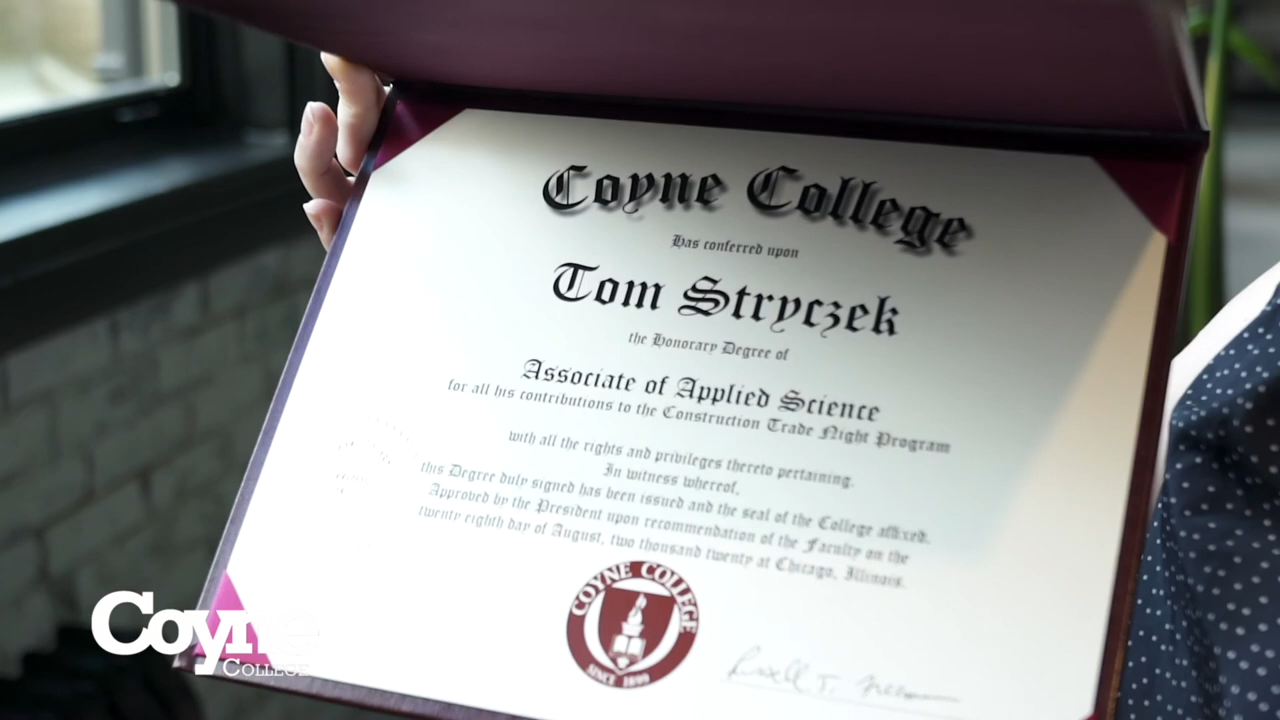 Coyne College
Has conferred upon
Tom Stryczek
the Honorary Degree of
Associate of Applied Science
for all his contributions to the Construction Trade Night Program
with all the rights and privileges thereto pertaining.
In witness whereof,
this Degree duly signed has been issued and the seal of the College affixed.
Approved by the President upon recommendation of the Faculty on the
twenty eighth day of August, two thousand twenty at Chicago, Illinois.
COYNE COLLEGE
SINCE 1899
Coyne
COLLEGE